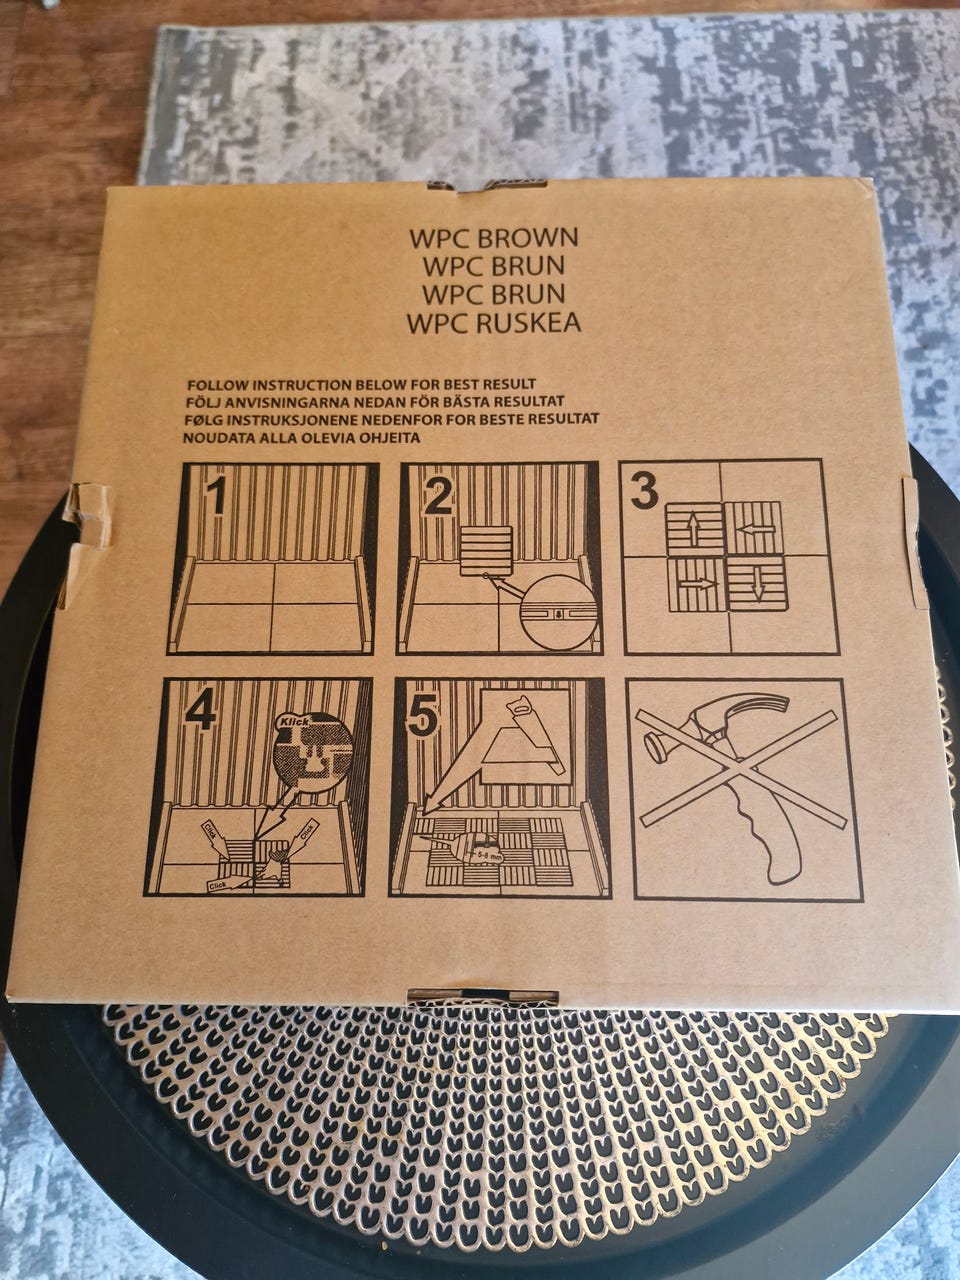 WPC BROWN
WPC BRUN
WPC BRUN
WPC RUSKEA
FOLLOW INSTRUCTION BELOW FOR BEST RESULT
FÖLJ ANVISNINGARNA NEDAN FÖR BÄSTA RESULTAT
FØLG INSTRUKSJONENE NEDENFOR FOR BESTE RESULTAT
NOUDATA ALLA OLEVIA OHJEITA
1
2
3
4
Klick
Click
Click
Click
5
5-8 mm